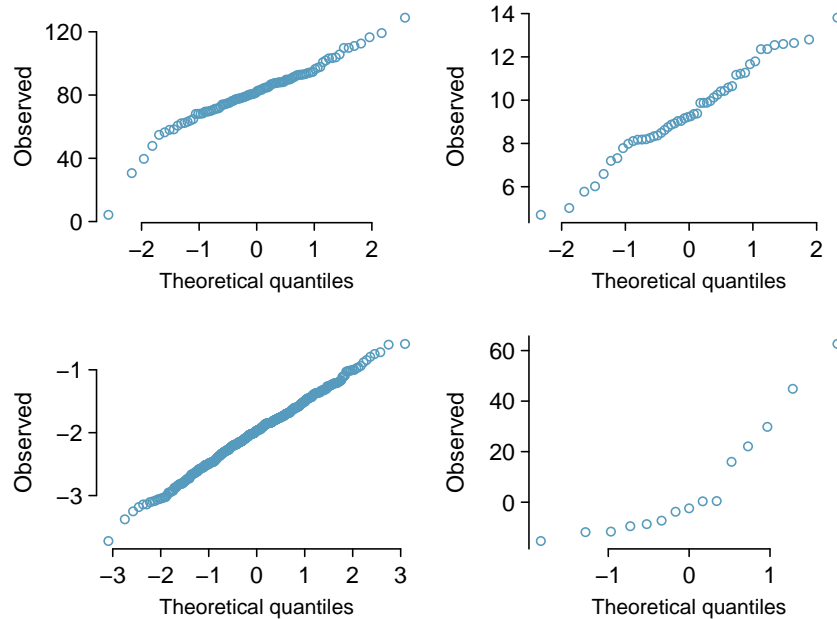 120
80
40
0
Observed
−2 −1 0 1 2
Theoretical quantiles
14
12
10
8
6
Observed
−2 −1 0 1 2
Theoretical quantiles
−1
−2
−3
Observed
−3 −2 −1 0 1 2 3
Theoretical quantiles
60
40
20
0
Observed
−1 0 1
Theoretical quantiles